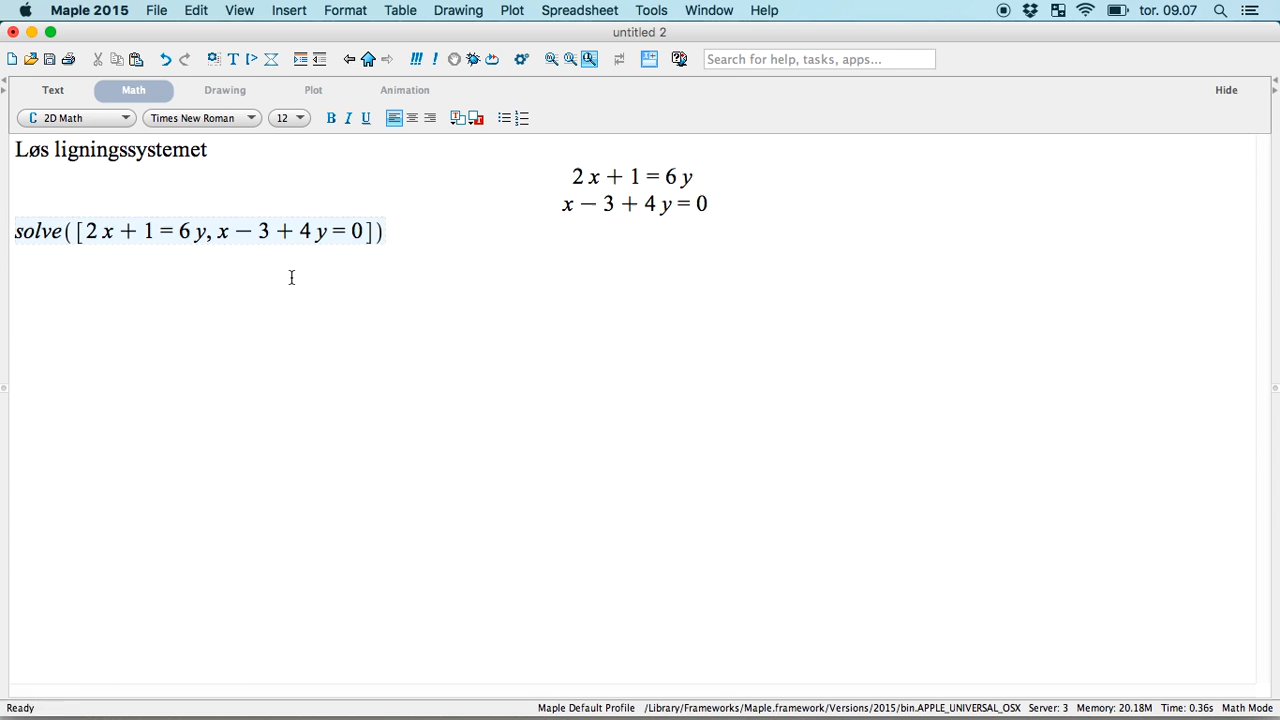 Maple 2015 File Edit View Insert Format Table Drawing Plot Spreadsheet Tools Window Help tor. 09.07
untitled 2
Search for help, tasks, apps...
Text Math Drawing Plot Animation Hide
C 2D Math Times New Roman 12 B I U
Løs ligningssystemet
2 x + 1 = 6 y
x − 3 + 4 y = 0
solve([2 x + 1 = 6 y, x − 3 + 4 y = 0])
Ready Maple Default Profile /Library/Frameworks/Maple.framework/Versions/2015/bin.APPLE_UNIVERSAL_OSX Server: 3 Memory: 20.18M Time: 0.36s Math Mode